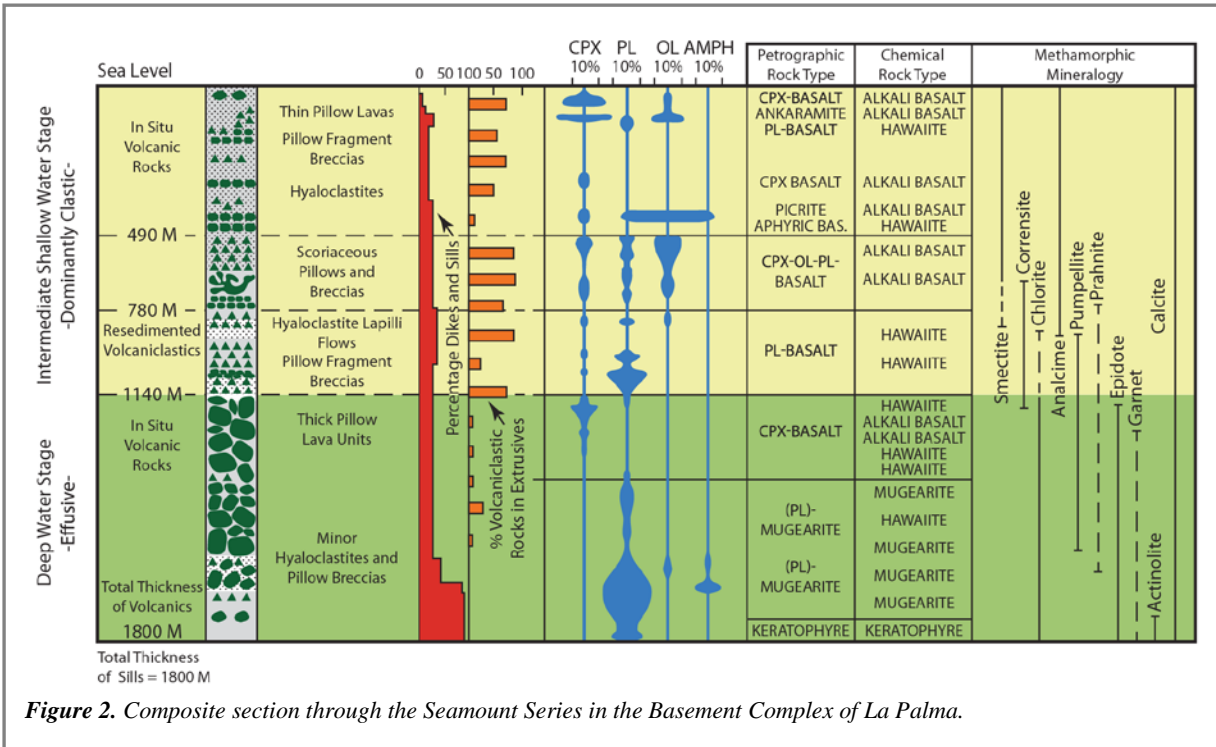 Sea Level
0 50 100 50 100
CPX PL OL AMPH
10% 10% 10% 10%
Petrographic
Rock Type
Chemical
Rock Type
Methamorphic
Mineralogy
Intermediate Shallow Water Stage
-Dominantly Clastic-
Deep Water Stage
-Effusive-
In Situ
Volcanic
Rocks
490 M
780 M
Resedimented
Volcaniclastics
1140 M
In Situ
Volcanic
Rocks
Total Thickness
of Volcanics
1800 M
Total Thickness
of Sills = 1800 M
Thin Pillow Lavas
Pillow Fragment
Breccias
Hyaloclastites
Scoriaceous
Pillows and
Breccias
Hyaloclastite Lapilli
Flows
Pillow Fragment
Breccias
Thick Pillow
Lava Units
Minor
Hyaloclastites and
Pillow Breccias
Percentage Dikes and Sills
% Volcaniclastic
Rocks in Extrusives
CPX-BASALT
ANKARAMITE
PL-BASALT
CPX BASALT
PICRITE
APHYRIC BAS.
CPX-OL-PL-
BASALT
PL-BASALT
CPX-BASALT
(PL)-
MUGEARITE
(PL)-
MUGEARITE
KERATOPHYRE
ALKALI BASALT
ALKALI BASALT
HAWAIITE
ALKALI BASALT
ALKALI BASALT
HAWAIITE
ALKALI BASALT
ALKALI BASALT
HAWAIITE
HAWAIITE
HAWAIITE
ALKALI BASALT
ALKALI BASALT
HAWAIITE
HAWAIITE
MUGEARITE
HAWAIITE
MUGEARITE
MUGEARITE
MUGEARITE
KERATOPHYRE
Smectite
Corrensite
Chlorite
Analcime
Pumpellite
Prahnite
Epidote
Garnet
Actinolite
Calcite
Figure 2. Composite section through the Seamount Series in the Basement Complex of La Palma.